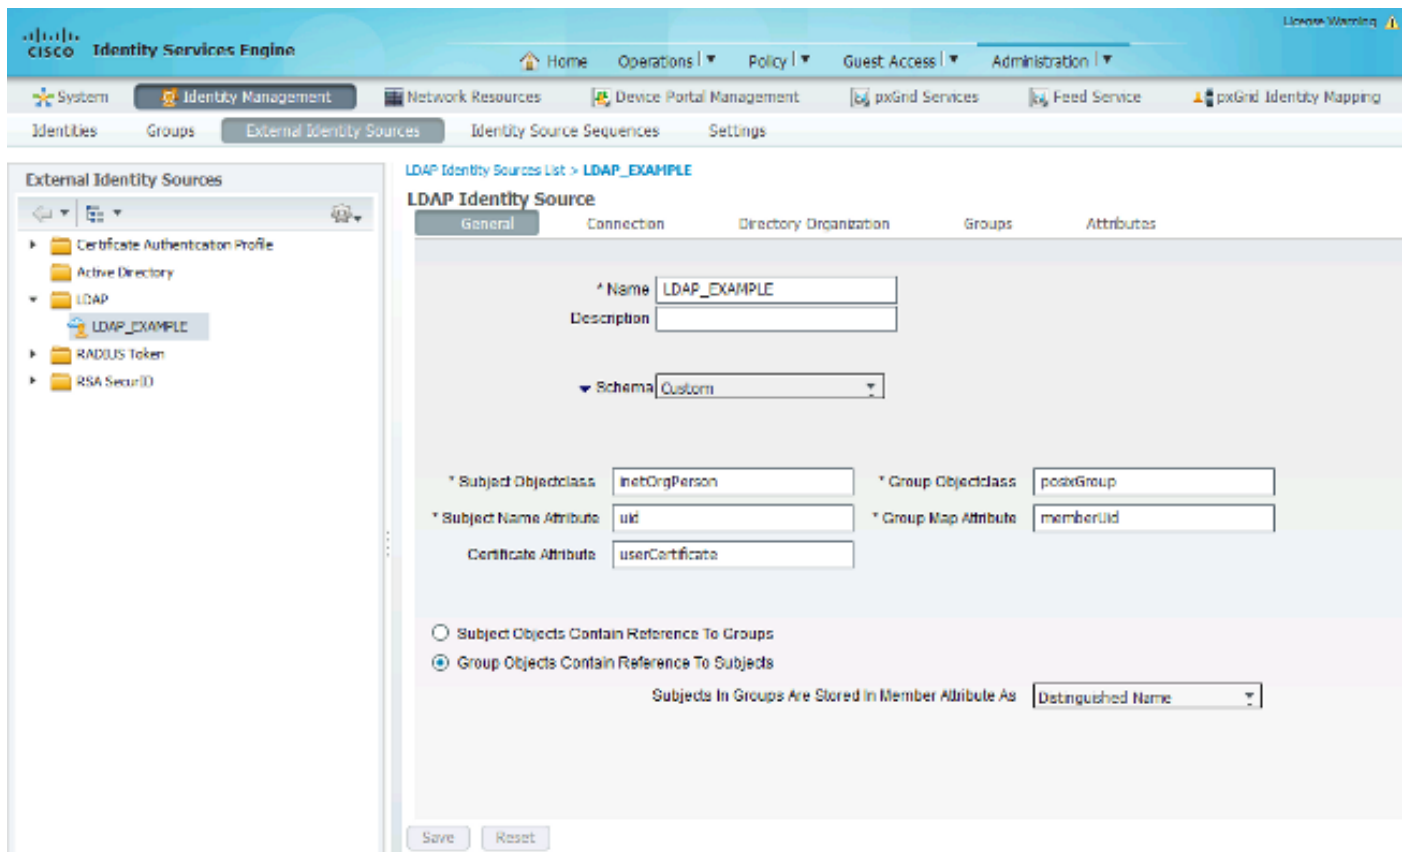 License Warning
CISCO Identity Services Engine
Home Operations Policy Guest Access Administration
System Identity Management Network Resources Device Portal Management pxGrid Services Feed Service pxGrid Identity Mapping
Identities Groups External Identity Sources Identity Source Sequences Settings
External Identity Sources
Certificate Authentication Profile
Active Directory
LDAP
LDAP_EXAMPLE
RADIUS Token
RSA SecurID
LDAP Identity Sources List > LDAP_EXAMPLE
LDAP Identity Source
General Connection Directory Organization Groups Attributes
* Name LDAP_EXAMPLE
Description
Schema Custom
* Subject Objectclass inetOrgPerson * Group Objectclass posixGroup
* Subject Name Attribute uid * Group Map Attribute memberUid
Certificate Attribute userCertificate
Subject Objects Contain Reference To Groups
Group Objects Contain Reference To Subjects
Subjects In Groups Are Stored In Member Attribute As Distinguished Name
Save Reset